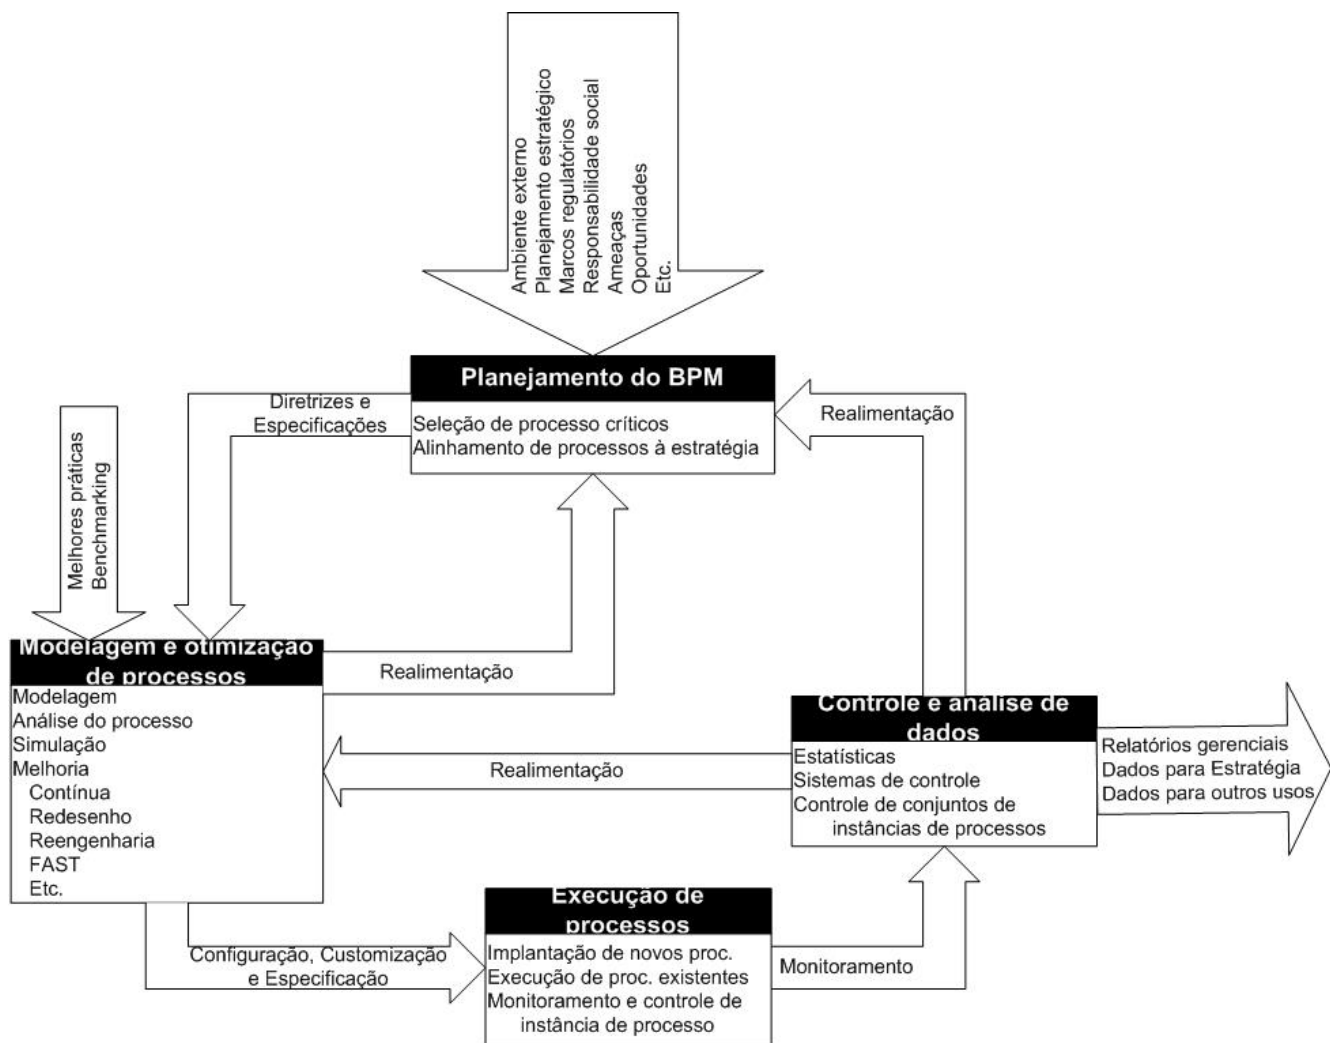 Ambiente externo
Planejamento estratégico
Marcos regulatórios
Responsabilidade social
Ameaças
Oportunidades
Etc.
Planejamento do BPM
Seleção de processo críticos
Alinhamento de processos à estratégia
Diretrizes e
Especificações
Realimentação
Melhores práticas
Benchmarking
Modelagem e otimização
de processos
Modelagem
Análise do processo
Simulação
Melhoria
Contínua
Redesenho
Reengenharia
FAST
Etc.
Realimentação
Realimentação
Controle e análise de
dados
Estatísticas
Sistemas de controle
Controle de conjuntos de
instâncias de processos
Relatórios gerenciais
Dados para Estratégia
Dados para outros usos
Configuração, Customização
e Especificação
Execução de
processos
Implantação de novos proc.
Execução de proc. existentes
Monitoramento e controle de
instância de processo
Monitoramento